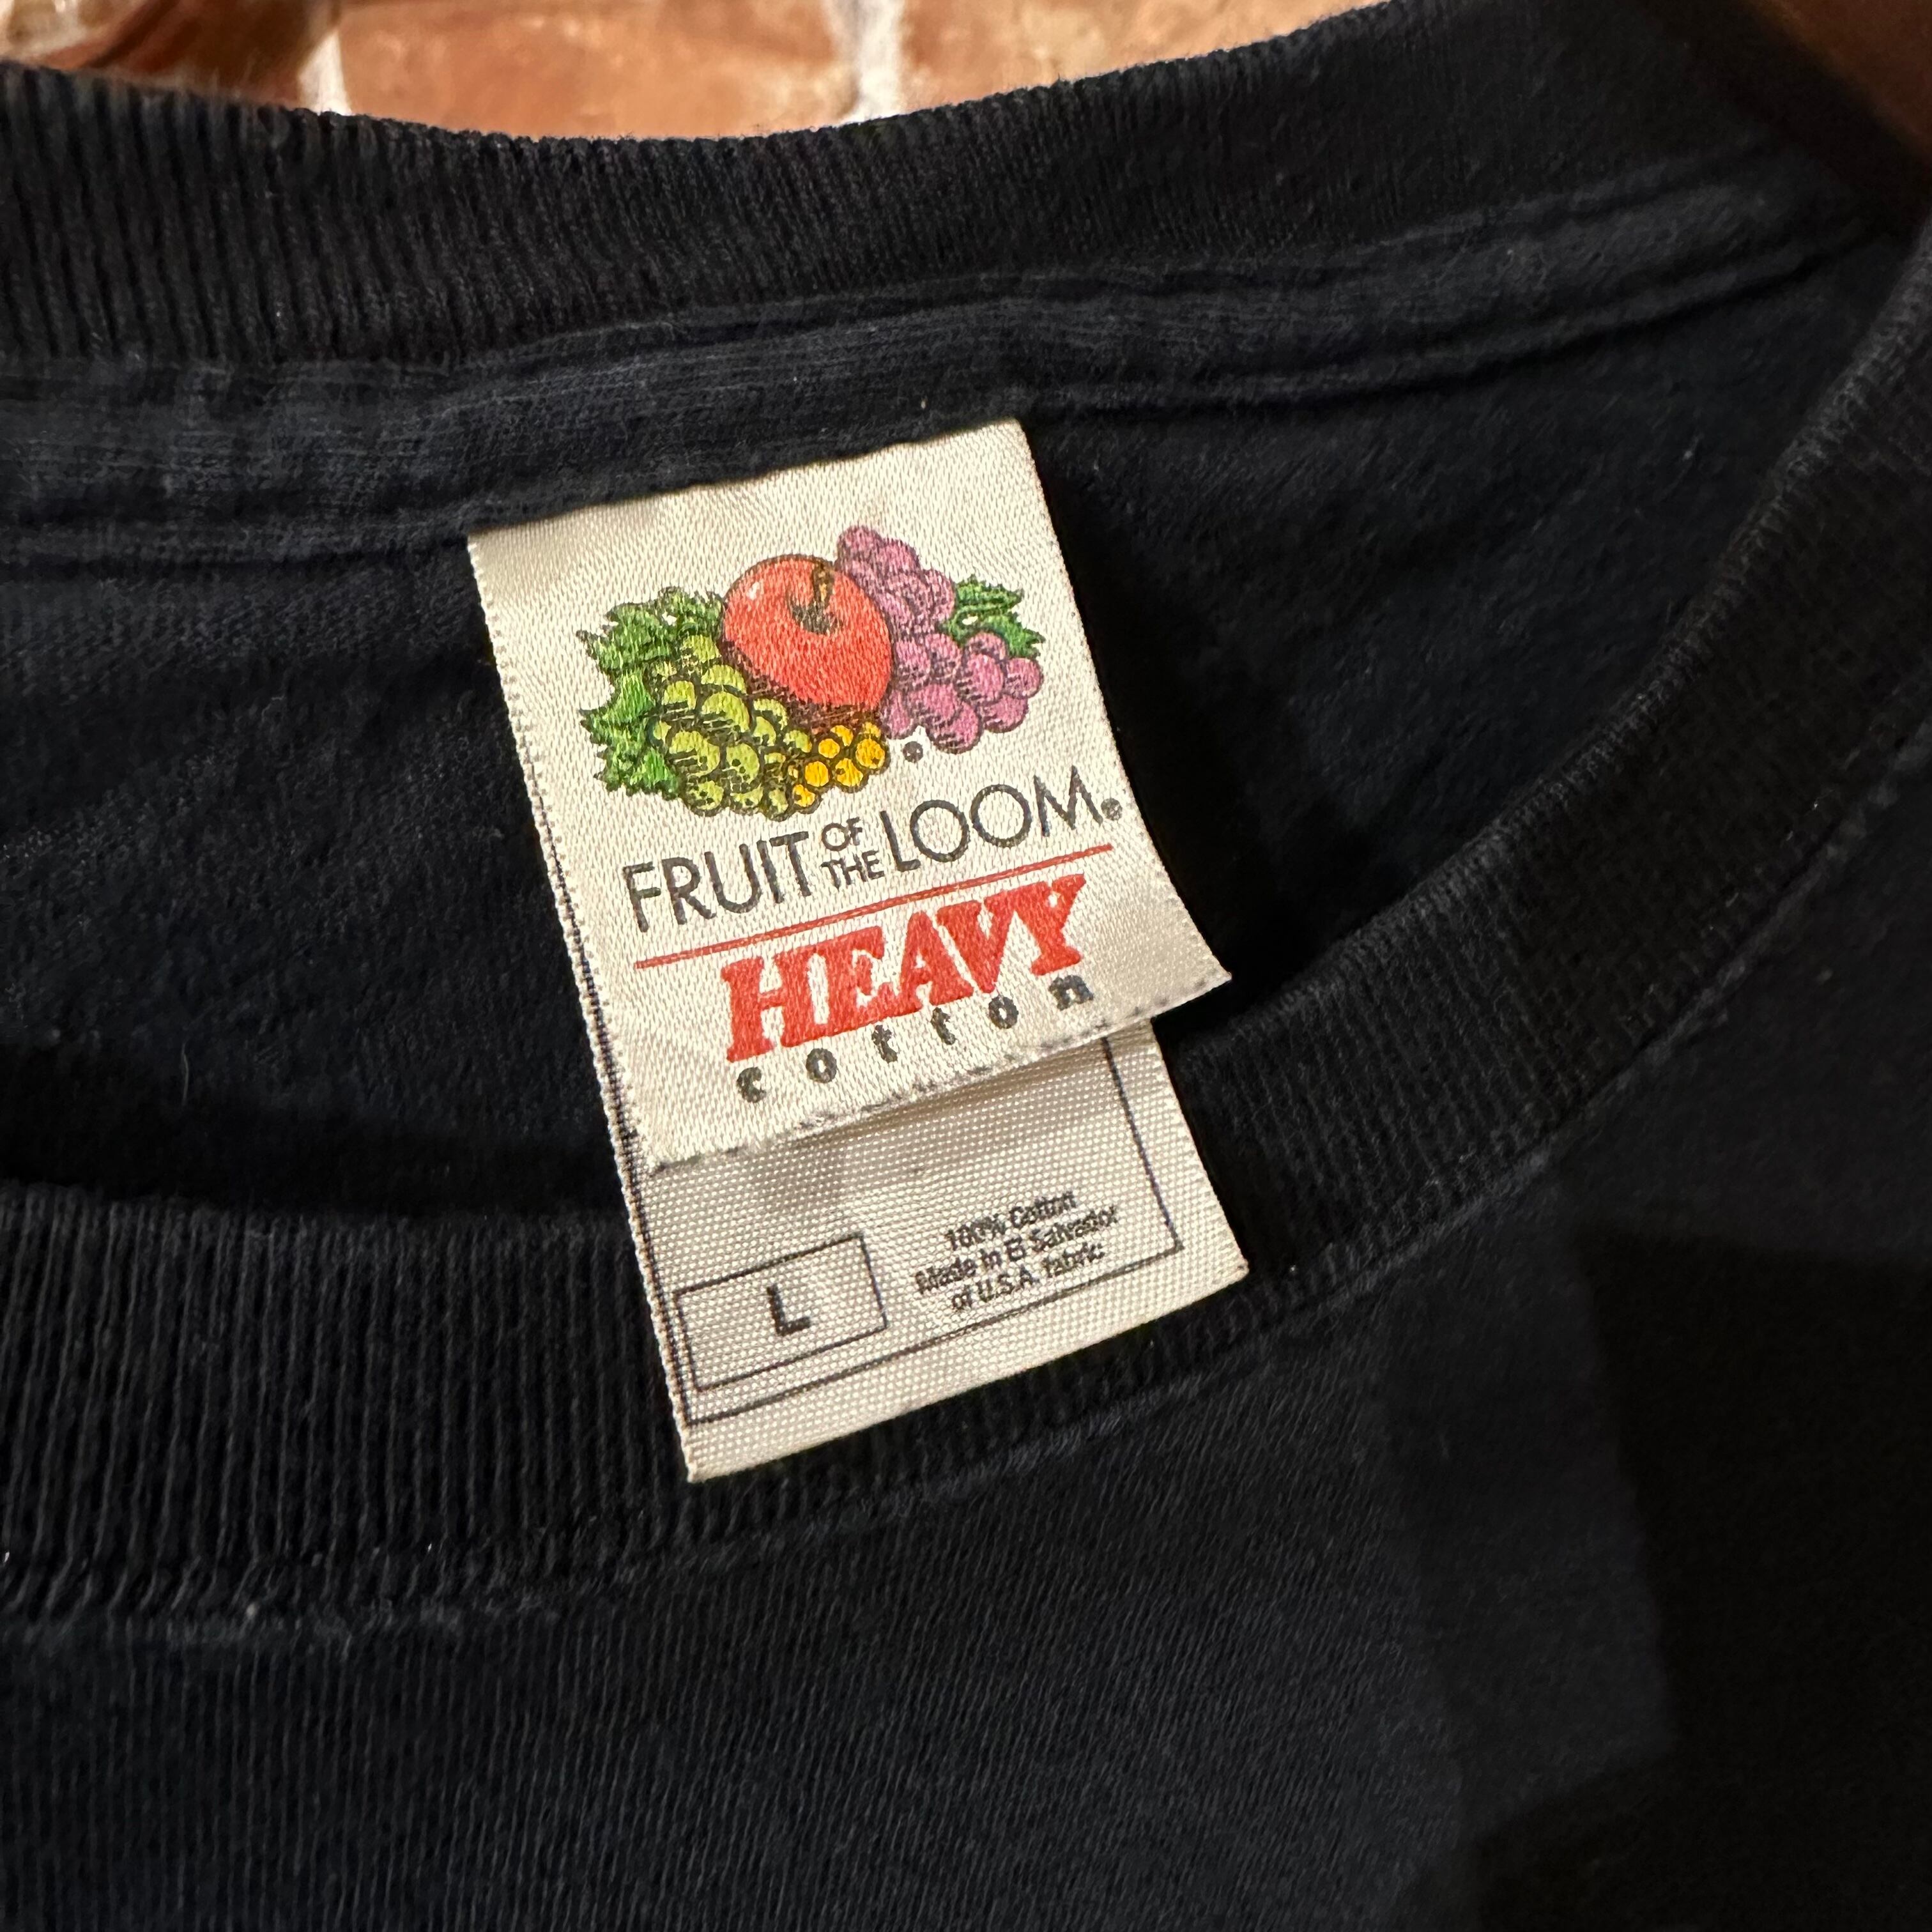 FRUIT OF THE LOOM®
HEAVY
cotton
L
100% Cotton
Made in El Salvador
of U.S.A. fabric